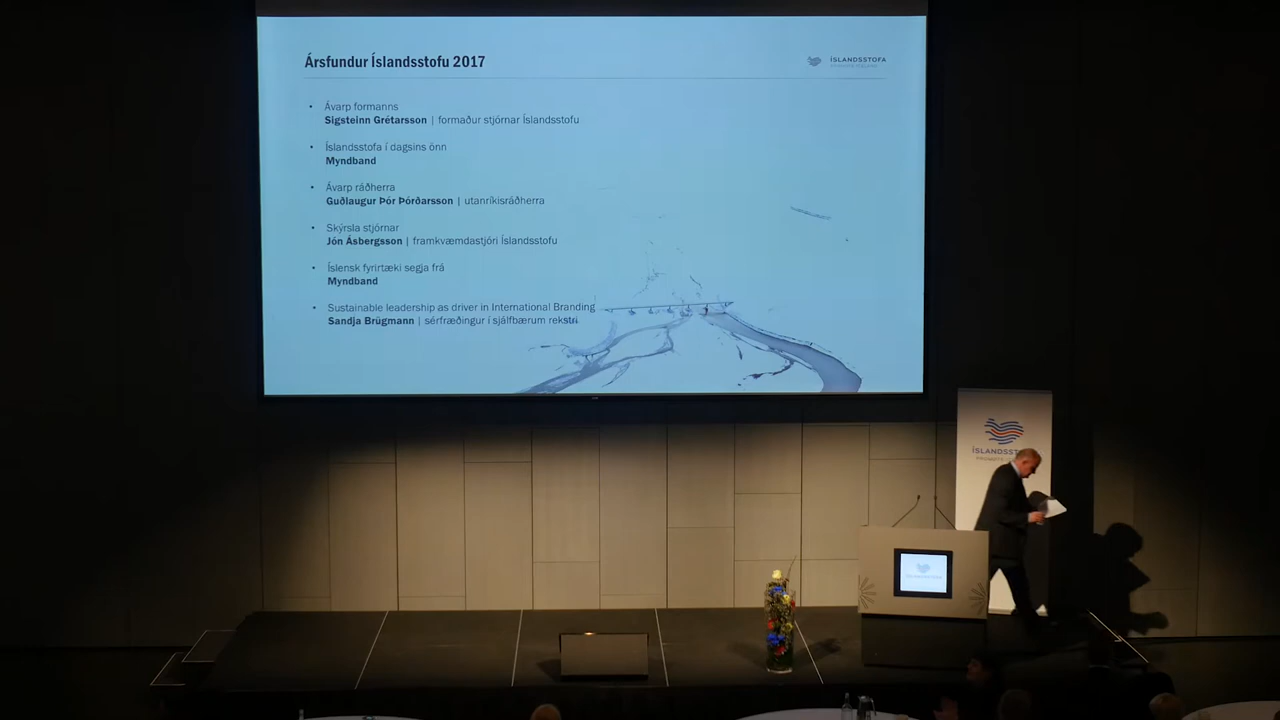 Ársfundur Íslandsstofu 2017
ÍSLANDSSTOFA
• Ávarp formanns
Sigsteinn Grétarsson | formaður stjórnar Íslandsstofu
• Íslandsstofa í dagsins önn
Myndband
• Ávarp ráðherra
Guðlaugur Þór Þórðarsson | utanríkisráðherra
• Skýrsla stjórnar
Jón Ásbergsson | framkvæmdastjóri Íslandsstofu
• Íslensk fyrirtæki segja frá
Myndband
• Sustainable leadership as driver in International Branding
Sandja Brügmann | sérfræðingur í sjálfbærum rekstri
ÍSLANDSST